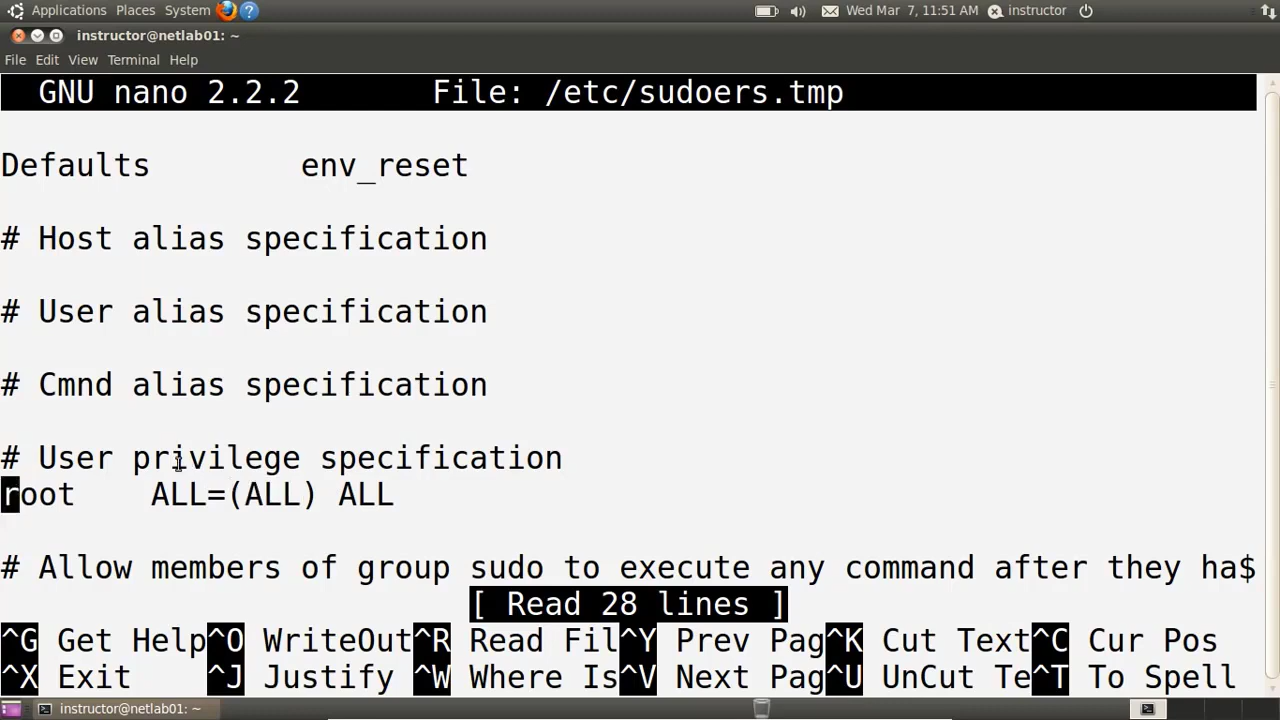 Applications Places System ? Wed Mar 7, 11:51 AM instructor
instructor@netlab01: ~
File Edit View Terminal Help
GNU nano 2.2.2 File: /etc/sudoers.tmp
Defaults env_reset
# Host alias specification
# User alias specification
# Cmnd alias specification
# User privilege specification
root ALL=(ALL) ALL
# Allow members of group sudo to execute any command after they ha$
[ Read 28 lines ]
^G Get Help ^O WriteOut ^R Read Fil ^Y Prev Pag ^K Cut Text ^C Cur Pos
^X Exit ^J Justify ^W Where Is ^V Next Pag ^U UnCut Te ^T To Spell
instructor@netlab01: ~